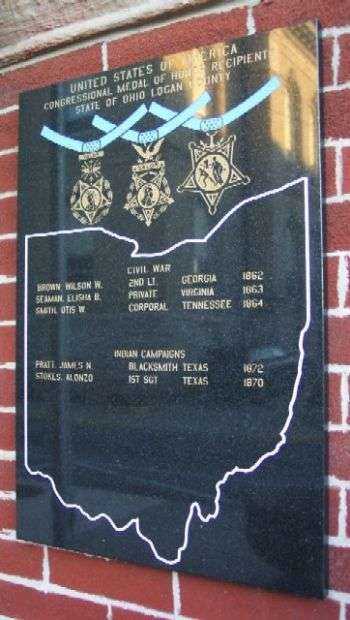 UNITED STATES OF AMERICA
CONGRESSIONAL MEDAL OF HONOR RECIPIENT
STATE OF OHIO LOGAN COUNTY
CIVIL WAR
BROWN, WILSON W. 2ND LT. GEORGIA 1862
SEAMAN, ELISHA B. PRIVATE VIRGINIA 1863
SMITH, OTIS W. CORPORAL TENNESSEE 1864
INDIAN CAMPAIGNS
PRATT, JAMES N. BLACKSMITH TEXAS 1872
STOKES, ALONZO 1ST SGT TEXAS 1870